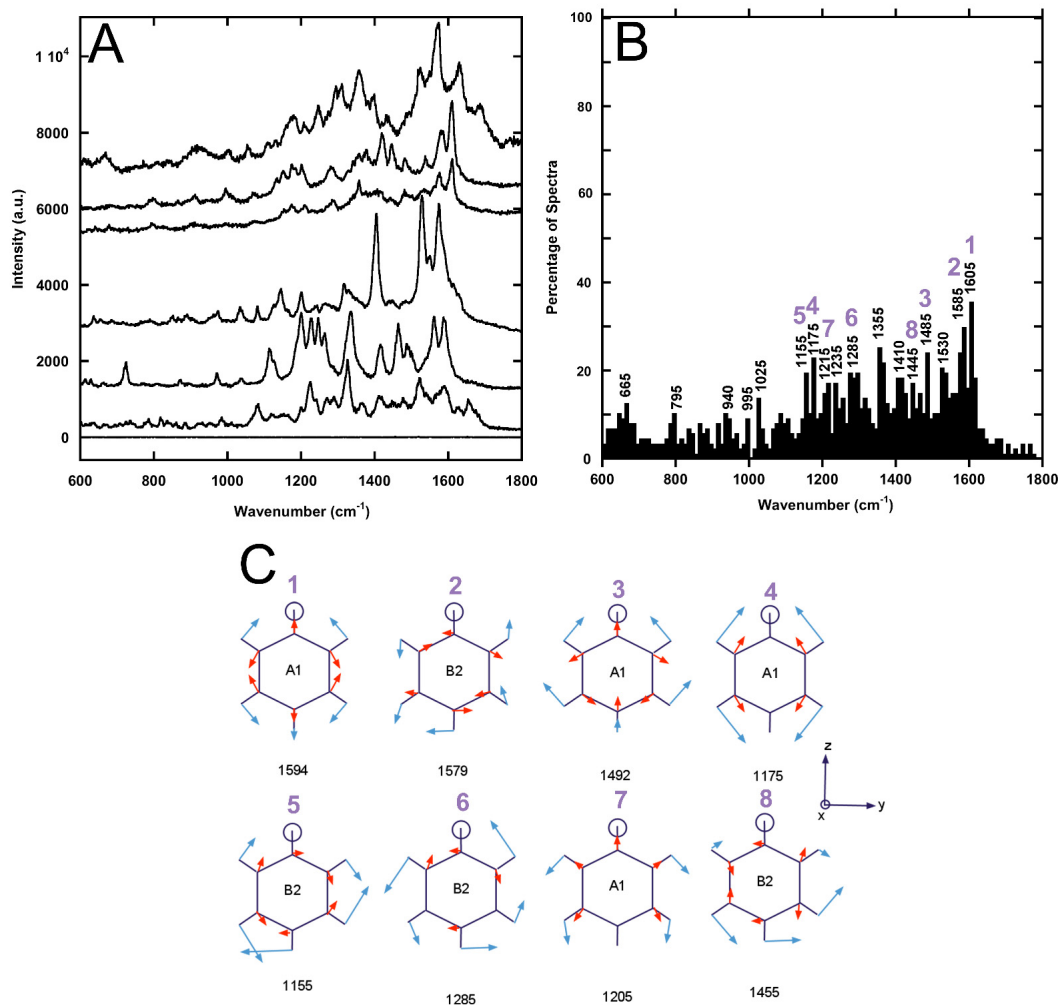 A
1 10⁴
8000
6000
4000
2000
0
Intensity (a.u.)
600 800 1000 1200 1400 1600 1800
Wavenumber (cm⁻¹)
B
100
80
60
40
20
0
Percentage of Spectra
665
795
940
995
1025
5
1155
4
1175
7
1215
1235
6
1285
1355
1410
8
1445
3
1485
1530
2
1585
1
1605
600 800 1000 1200 1400 1600 1800
Wavenumber (cm⁻¹)
C
1 2 3 4
A1 B2 A1 A1
1594 1579 1492 1175
z
x
y
5 6 7 8
B2 B2 A1 B2
1155 1285 1205 1455